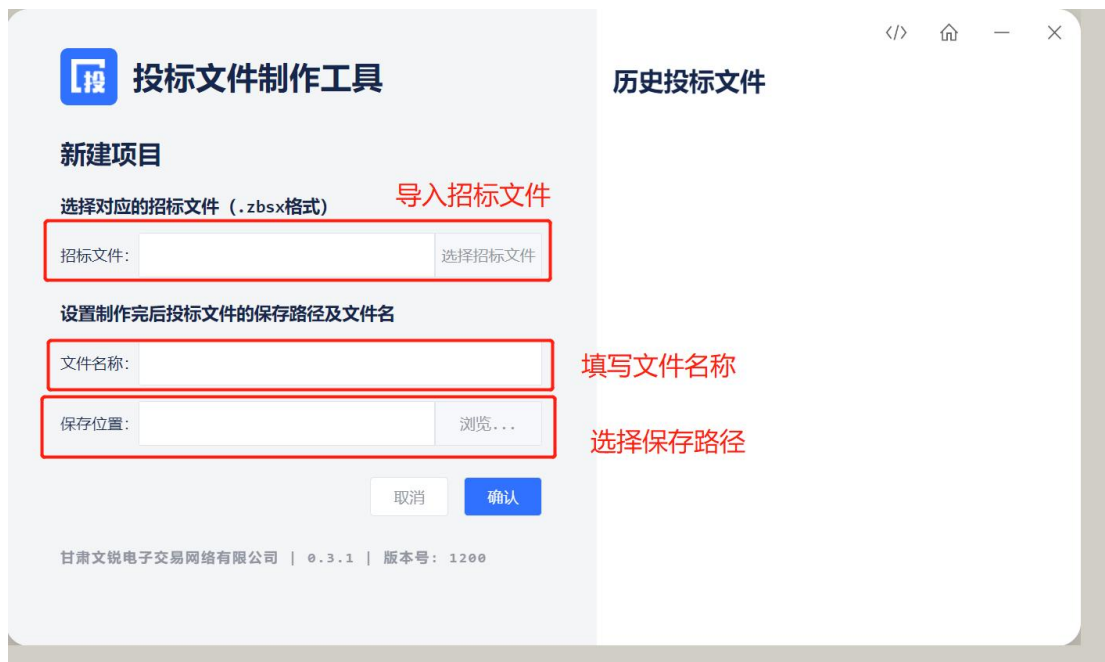 投
投标文件制作工具
历史投标文件
新建项目
导入招标文件
选择对应的招标文件（.zbsx格式）
招标文件:
选择招标文件
设置制作完后投标文件的保存路径及文件名
文件名称:
填写文件名称
保存位置:
浏览...
选择保存路径
取消
确认
甘肃文锐电子交易网络有限公司 | 0.3.1 | 版本号: 1200